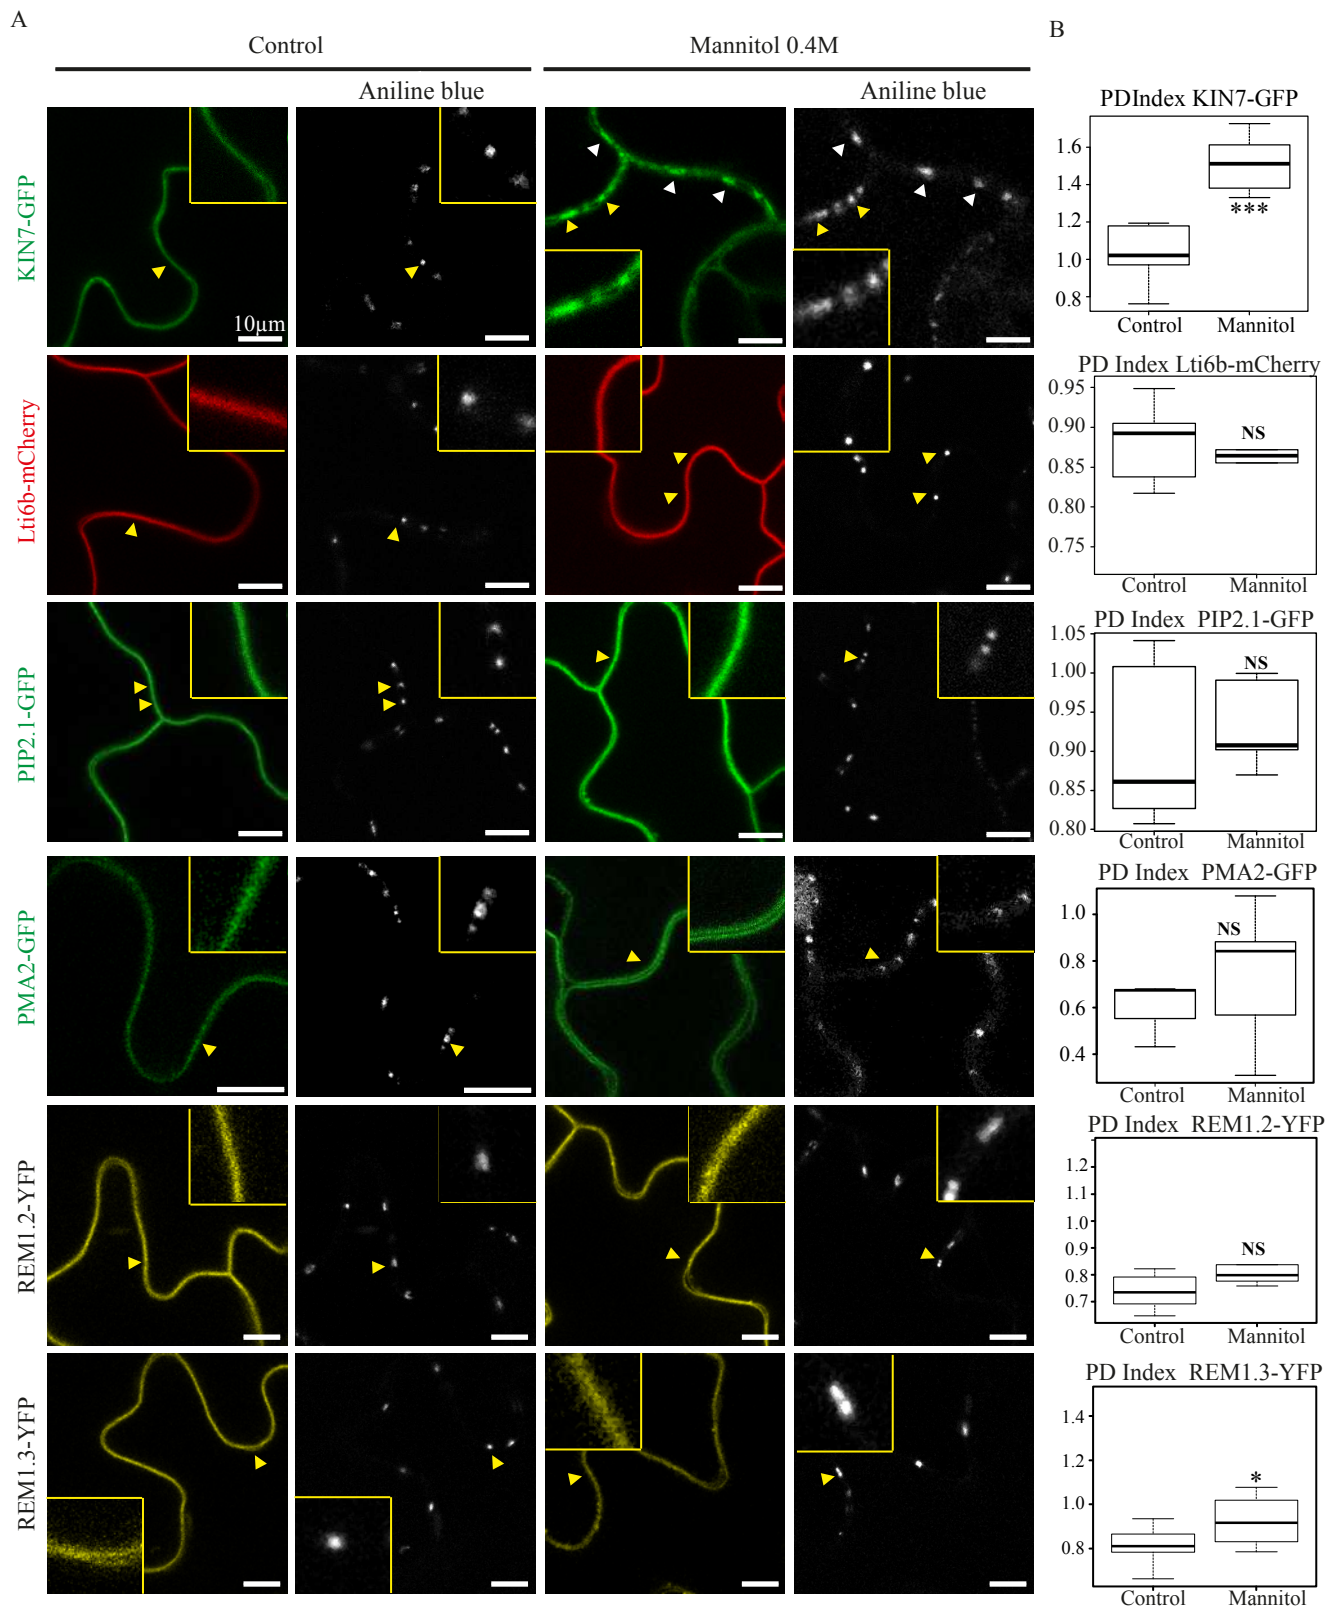 A
B
Control
Mannitol 0.4M
Aniline blue
Aniline blue
KIN7-GFP
10µm
PDIndex KIN7-GFP
1.6
1.4
1.2
1.0
0.8
***
Control
Mannitol
Lti6b-mCherry
PD Index Lti6b-mCherry
0.95
0.90
0.85
0.80
0.75
NS
Control
Mannitol
PIP2.1-GFP
PD Index PIP2.1-GFP
1.05
1.00
0.95
0.90
0.85
0.80
NS
Control
Mannitol
PMA2-GFP
PD Index PMA2-GFP
1.0
0.8
0.6
0.4
NS
Control
Mannitol
REM1.2-YFP
PD Index REM1.2-YFP
1.2
1.1
1.0
0.9
0.8
0.7
NS
Control
Mannitol
REM1.3-YFP
PD Index REM1.3-YFP
1.4
1.2
1.0
0.8
*
Control
Mannitol